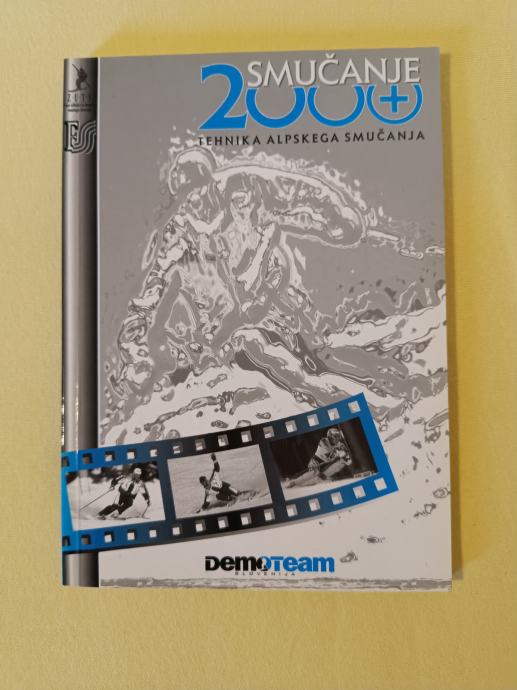 SMUČANJE
2000+
TEHNIKA ALPSKEGA SMUČANJA
DEMOTEAM
SLOVENIJA